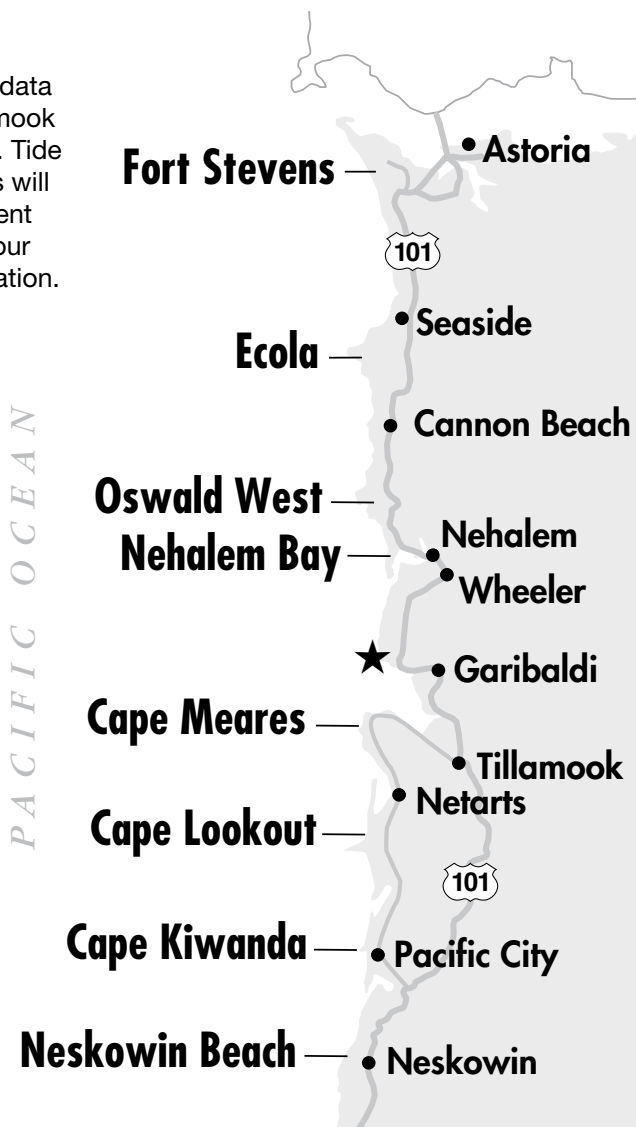 data
mook
. Tide
s will
ent
our
ation.
Astoria
Fort Stevens
101
Seaside
Ecola
Cannon Beach
PACIFIC OCEAN
Oswald West
Nehalem
Nehalem Bay
Wheeler
Garibaldi
Cape Meares
Tillamook
Netarts
Cape Lookout
101
Cape Kiwanda
Pacific City
Neskowin Beach
Neskowin